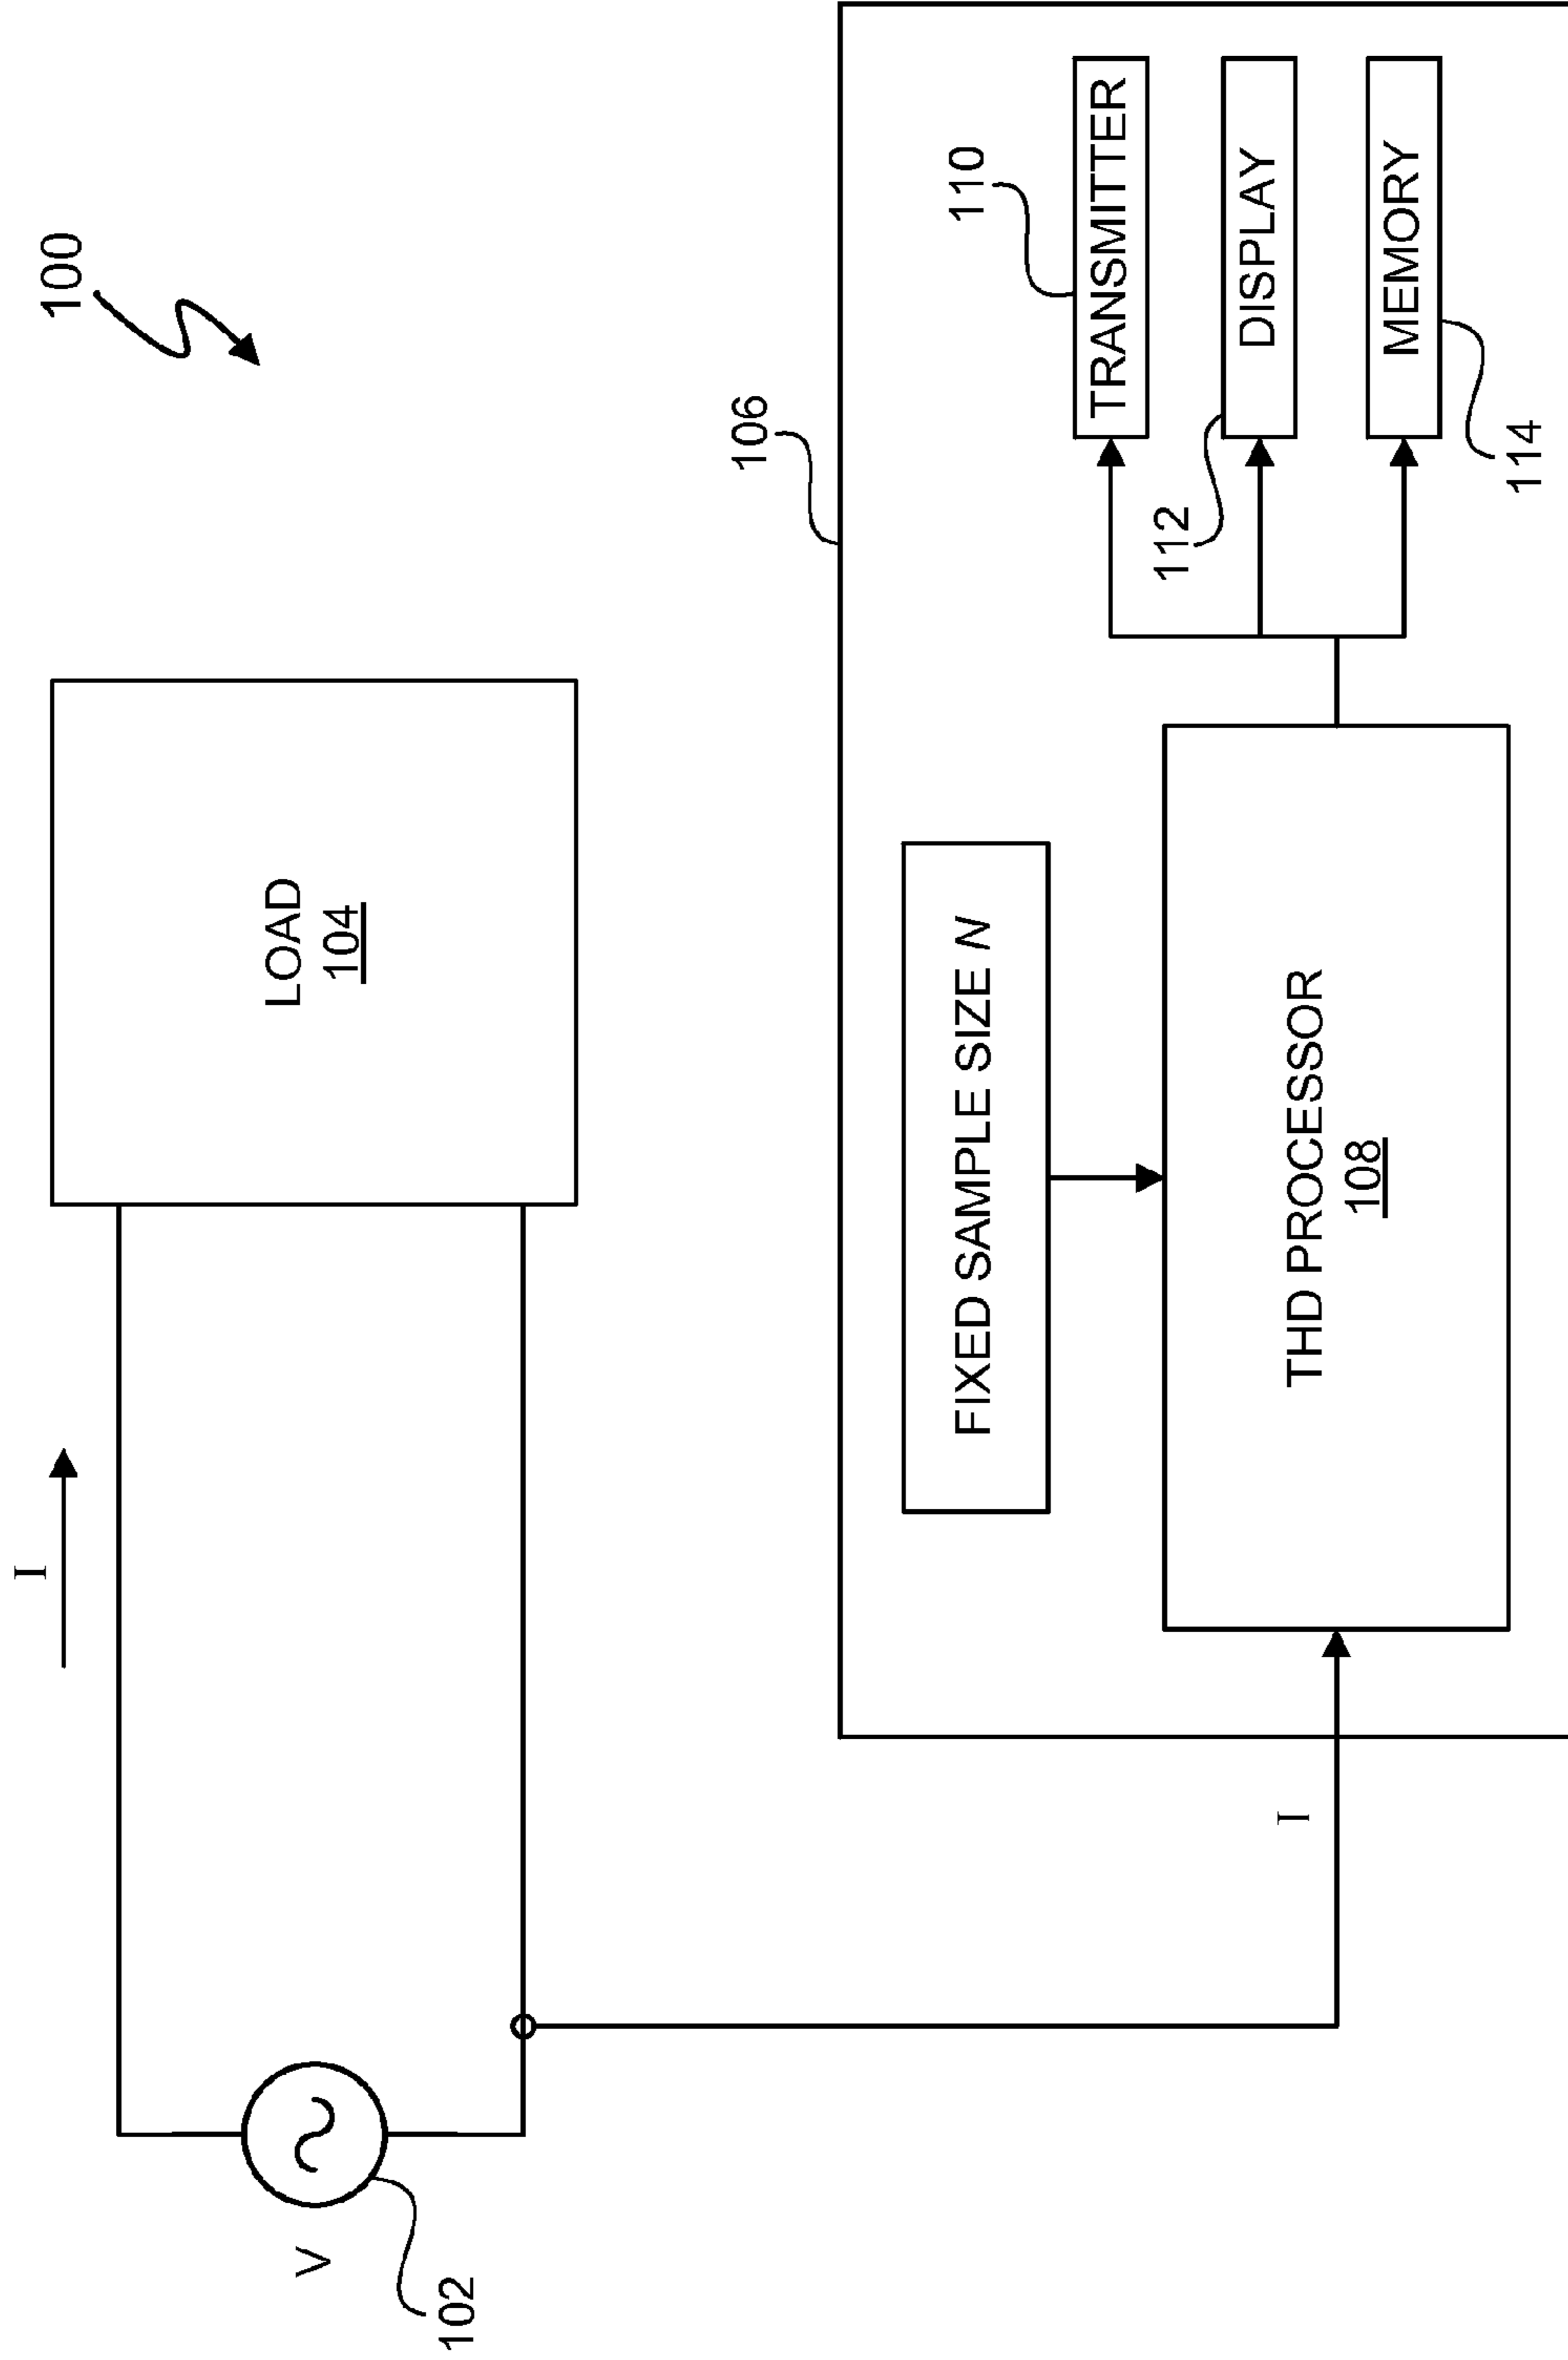 100
I
LOAD
104
V
102
106
FIXED SAMPLE SIZE N
110
TRANSMITTER
112
DISPLAY
MEMORY
114
THD PROCESSOR
108
I